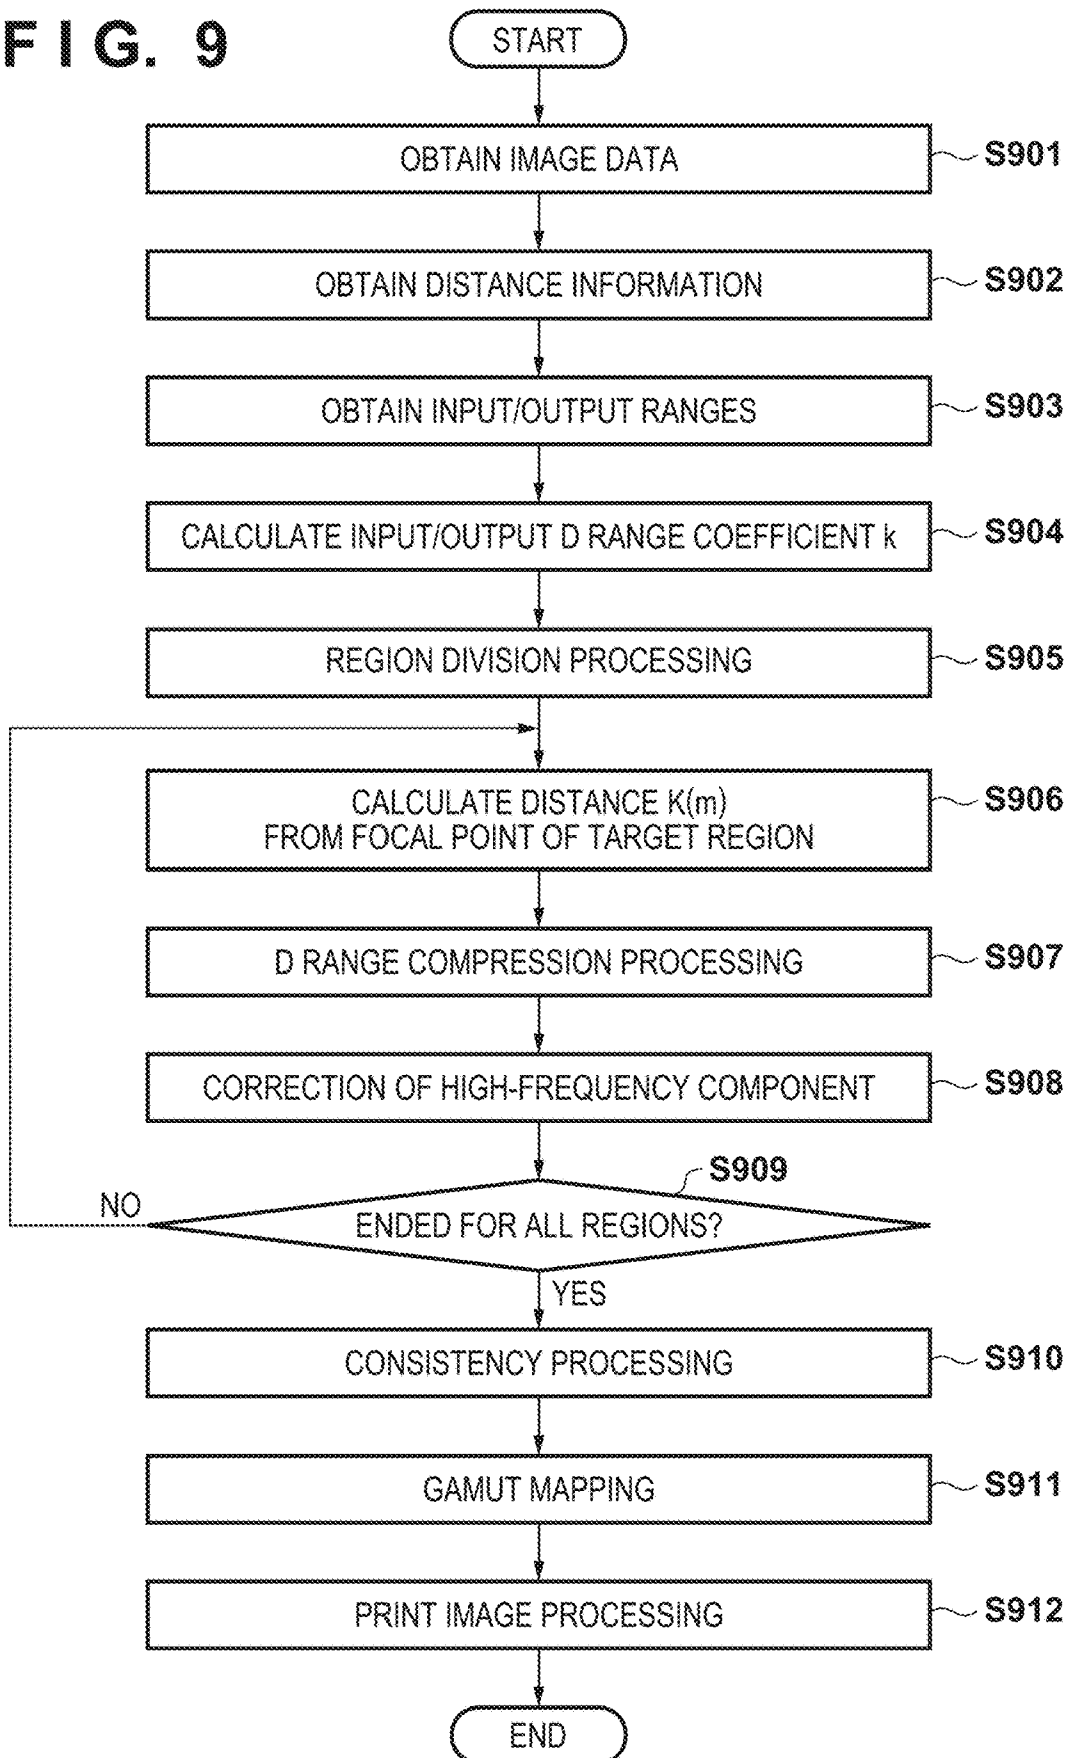 FIG. 9
START
OBTAIN IMAGE DATA
S901
OBTAIN DISTANCE INFORMATION
S902
OBTAIN INPUT/OUTPUT RANGES
S903
CALCULATE INPUT/OUTPUT D RANGE COEFFICIENT k
S904
REGION DIVISION PROCESSING
S905
CALCULATE DISTANCE K(m)
FROM FOCAL POINT OF TARGET REGION
S906
D RANGE COMPRESSION PROCESSING
S907
CORRECTION OF HIGH-FREQUENCY COMPONENT
S908
S909
NO
ENDED FOR ALL REGIONS?
YES
CONSISTENCY PROCESSING
S910
GAMUT MAPPING
S911
PRINT IMAGE PROCESSING
S912
END